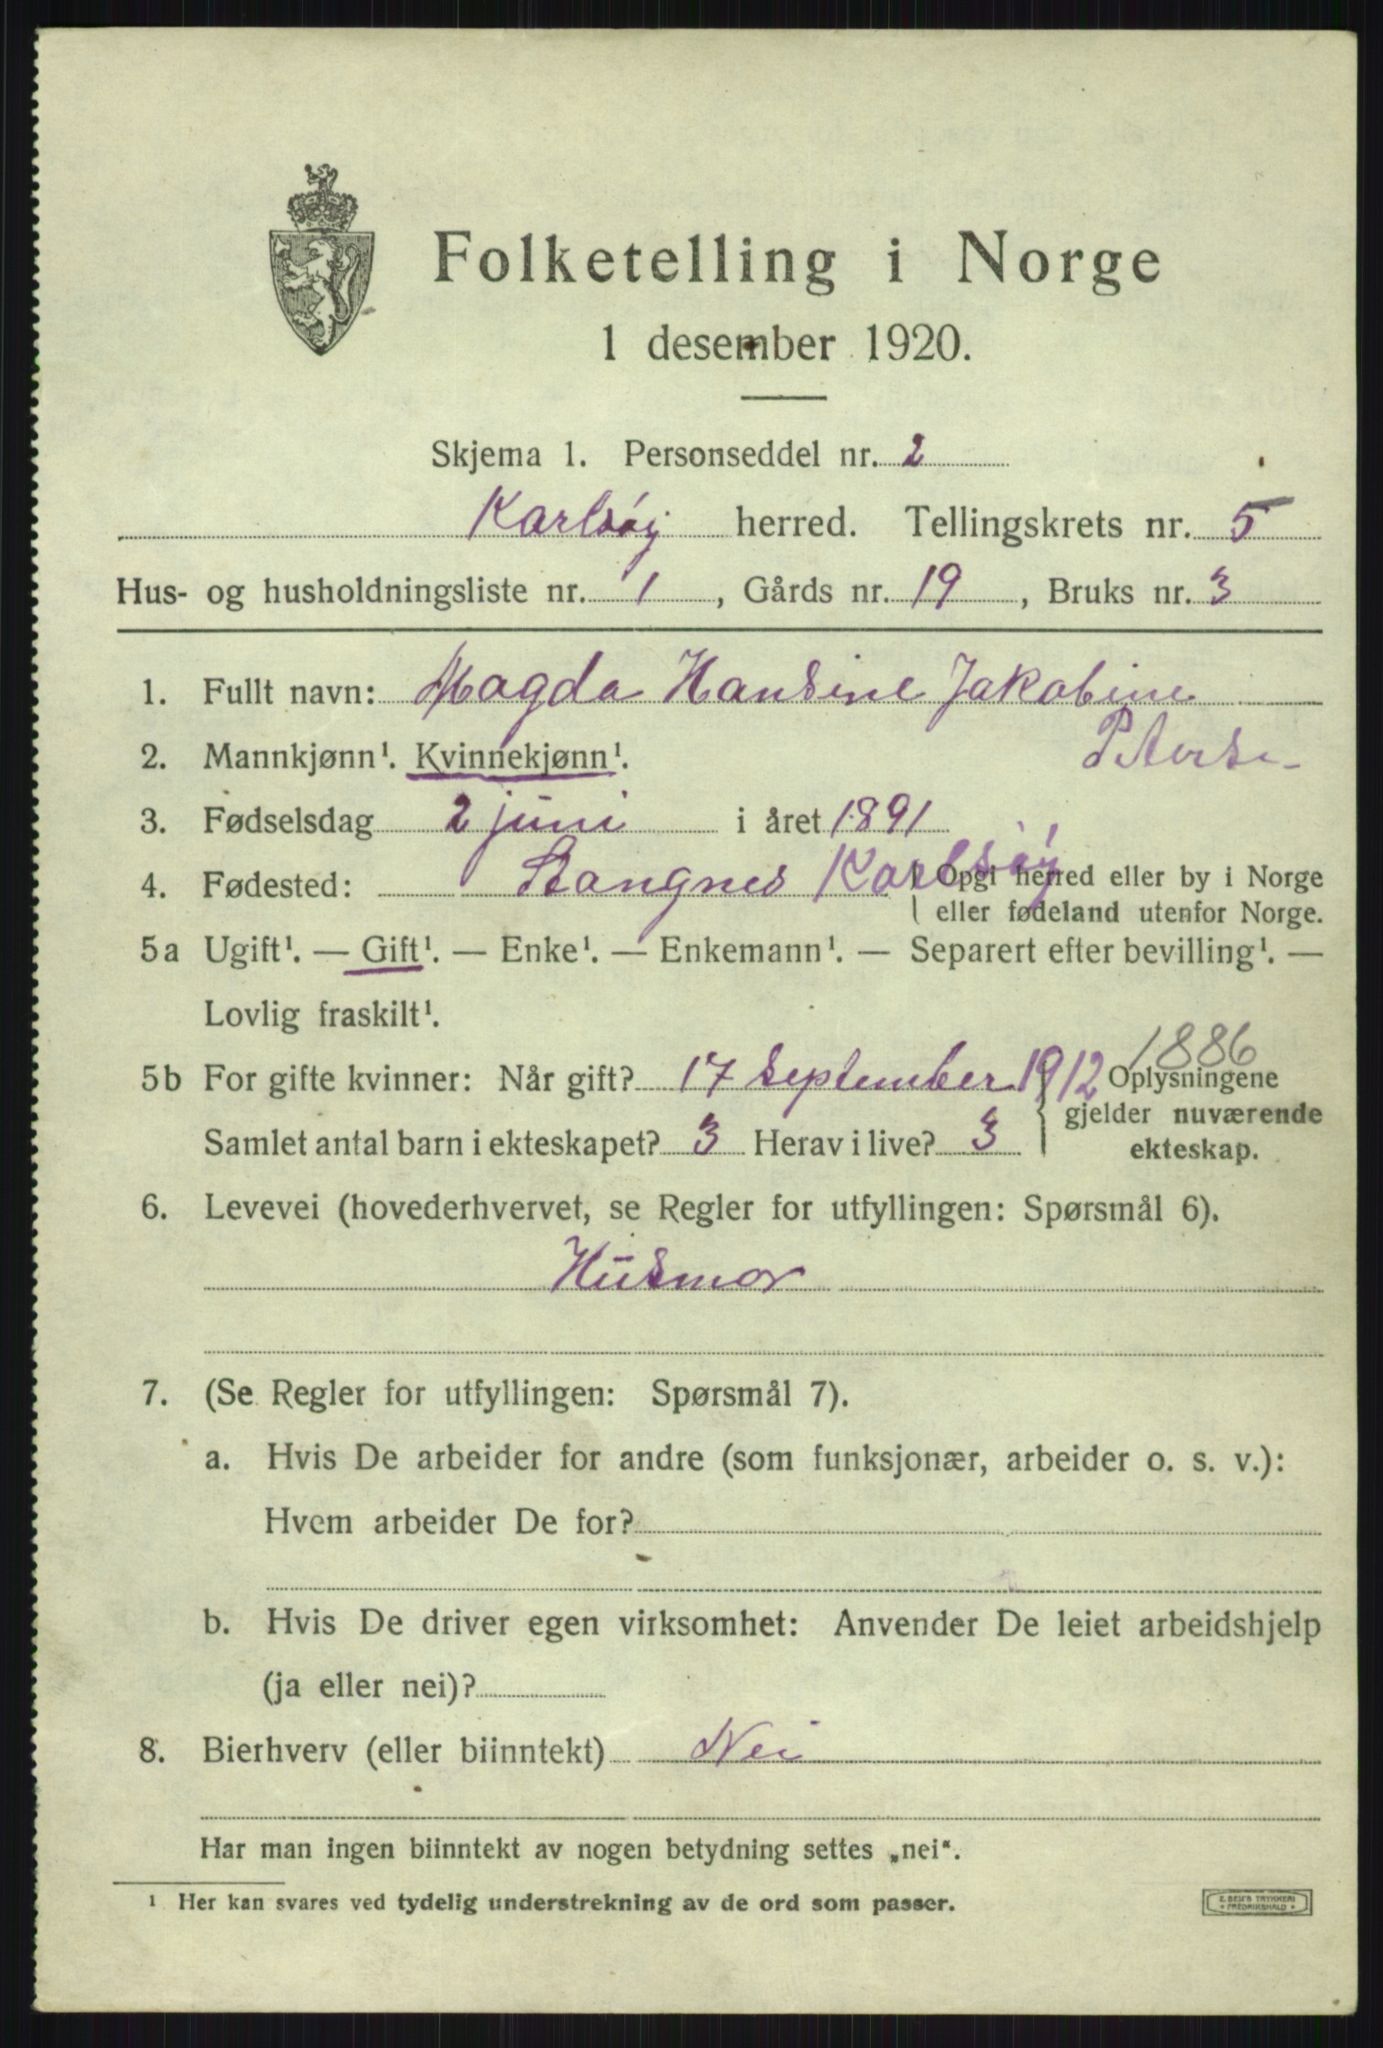 Folketelling i Norge
1 desember 1920.
Skjema 1. Personseddel nr. 2
Karlsöy herred. Tellingskrets nr. 5
Hus- og husholdningsliste nr. 1, Gårds nr. 19, Bruks nr. 3
1. Fullt navn: Magda Hansine Jakobine
2. Mannkjønn¹. Kvinnekjønn¹.
3. Fødselsdag 2 juni i året 1891
4. Fødested: Stangnes Karlsöy { Opgi herred eller by i Norge
eller fødeland utenfor Norge.
5a Ugift¹. — Gift¹. — Enke¹. — Enkemann¹. — Separert efter bevilling¹. —
Lovlig fraskilt¹.
1886
5b For gifte kvinner: Når gift? 17 September 1912 { Oplysningene
gjelder nuværende
Samlet antal barn i ekteskapet? 3 Herav i live? 3
ekteskap.
6. Levevei (hovederhvervet, se Regler for utfyllingen: Spørsmål 6).
Husmor
7. (Se Regler for utfyllingen: Spørsmål 7).
a. Hvis De arbeider for andre (som funksjonær, arbeider o. s. v.):
Hvem arbeider De for?
b. Hvis De driver egen virksomhet: Anvender De leiet arbeidshjelp
(ja eller nei)?
8. Bierhverv (eller biinntekt) Nei
Har man ingen biinntekt av nogen betydning settes „nei“.
¹ Her kan svares ved tydelig understrekning av de ord som passer.